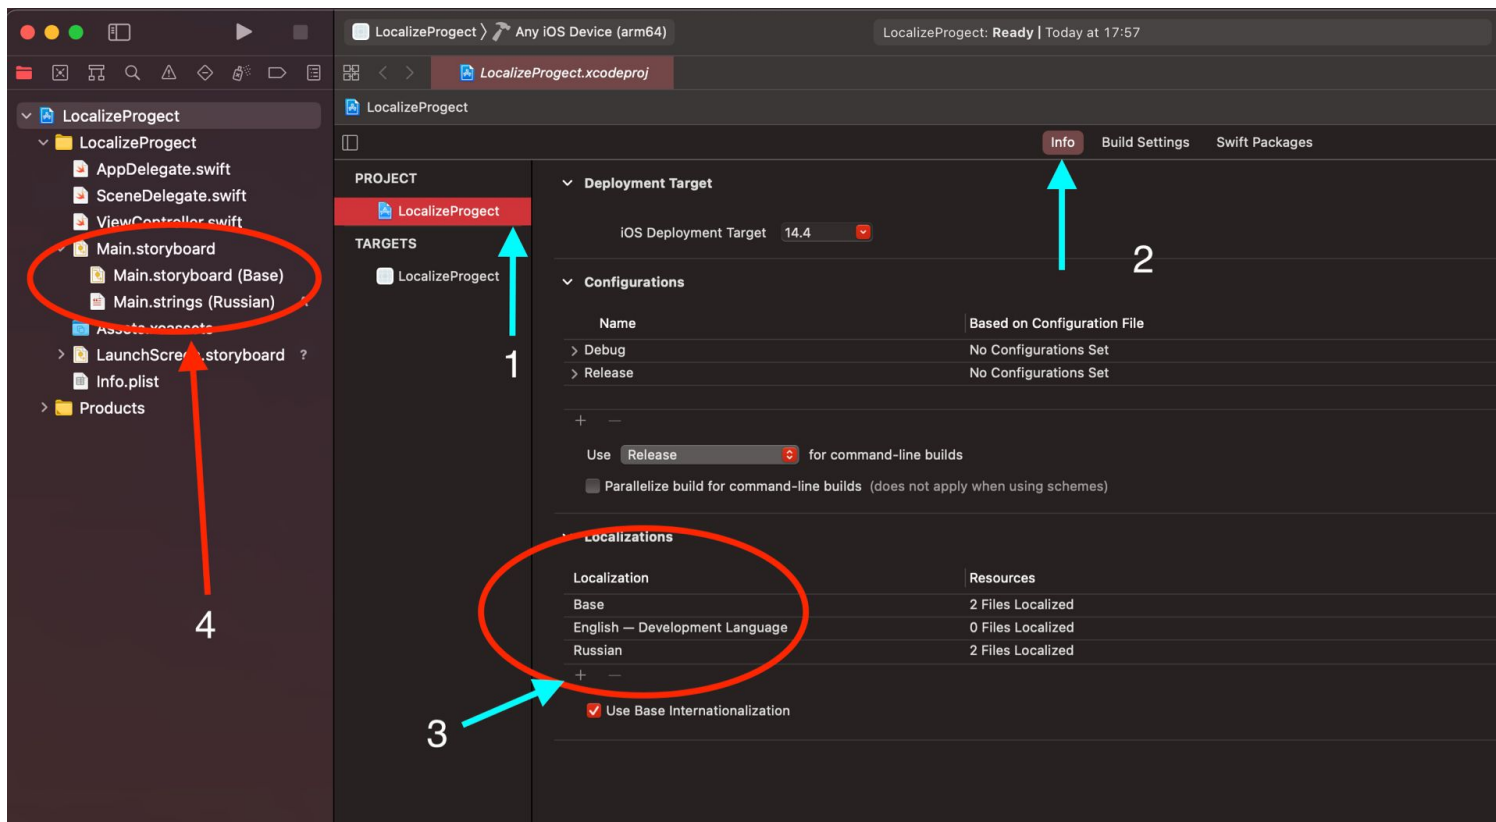 LocalizeProgect 〉 Any iOS Device (arm64)
LocalizeProgect: Ready | Today at 17:57
LocalizeProgect.xcodeproj
LocalizeProgect
LocalizeProgect
LocalizeProgect
AppDelegate.swift
SceneDelegate.swift
ViewController.swift
Main.storyboard
Main.storyboard (Base)
Main.strings (Russian)
Assets.xcassets
LaunchScreen.storyboard ?
Info.plist
Products
4
PROJECT
LocalizeProgect
TARGETS
LocalizeProgect
1
Info Build Settings Swift Packages
2
Deployment Target
iOS Deployment Target 14.4
Configurations
Name Based on Configuration File
Debug No Configurations Set
Release No Configurations Set
+ —
Use Release for command-line builds
Parallelize build for command-line builds (does not apply when using schemes)
Localizations
Localization Resources
Base 2 Files Localized
English — Development Language 0 Files Localized
Russian 2 Files Localized
+ —
3
Use Base Internationalization